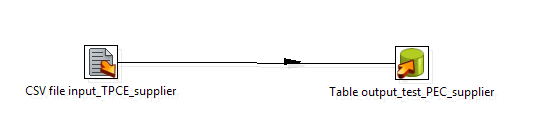 CSV file input_TPCE_supplier
Table output_test_PEC_supplier